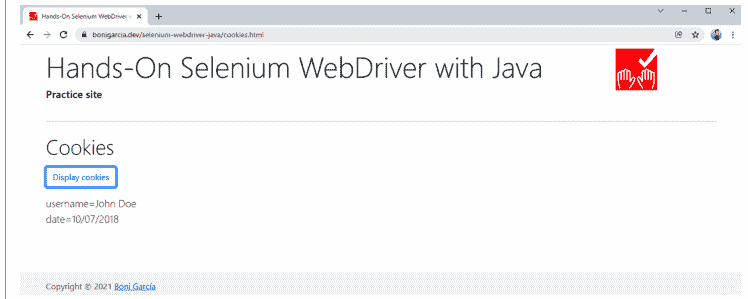 Hands-On Selenium WebDriver w
bonigarcia.dev/selenium-webdriver-java/cookies.html
Hands-On Selenium WebDriver with Java
Practice site
Cookies
Display cookies
username=John Doe
date=10/07/2018
Copyright © 2021 Boni García